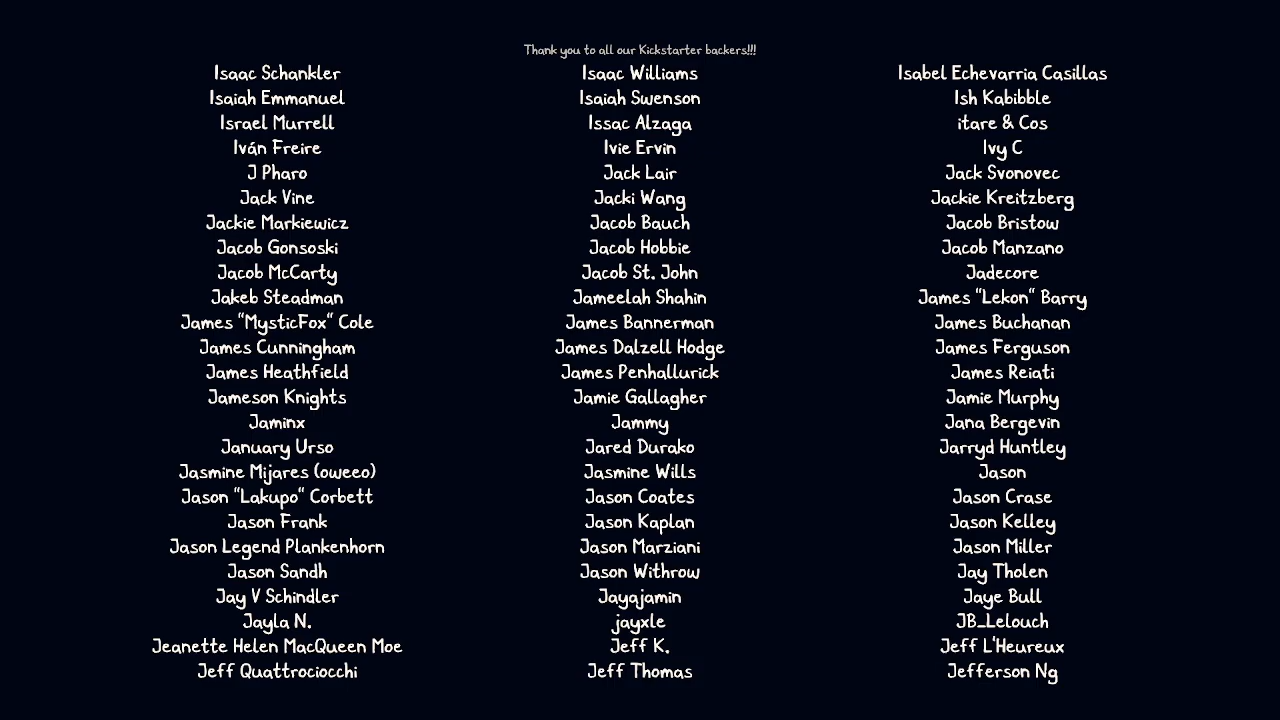 Thank you to all our Kickstarter backers!!!
Isaac Schankler Isaac Williams Isabel Echevarria Casillas
Isaiah Emmanuel Isaiah Swenson Ish Kabibble
Israel Murrell Issac Alzaga itare & Cos
Iván Freire Ivie Ervin Ivy C
J Pharo Jack Lair Jack Svonovec
Jack Vine Jacki Wang Jackie Kreitzberg
Jackie Markiewicz Jacob Bauch Jacob Bristow
Jacob Gonsoski Jacob Hobbie Jacob Manzano
Jacob McCarty Jacob St. John Jadecore
Jakeb Steadman Jameelah Shahin James "Lekon" Barry
James "MysticFox" Cole James Bannerman James Buchanan
James Cunningham James Dalzell Hodge James Ferguson
James Heathfield James Penhallurick James Reiati
Jameson Knights Jamie Gallagher Jamie Murphy
Jaminx Jammy Jana Bergevin
January Urso Jared Durako Jarryd Huntley
Jasmine Mijares (oweeo) Jasmine Wills Jason
Jason "Lakupo" Corbett Jason Coates Jason Crase
Jason Frank Jason Kaplan Jason Kelley
Jason Legend Plankenhorn Jason Marziani Jason Miller
Jason Sandh Jason Withrow Jay Tholen
Jay V Schindler Jayajamin Jaye Bull
Jayla N. jayxle JB_Lelouch
Jeanette Helen MacQueen Moe Jeff K. Jeff L'Heureux
Jeff Quattrociocchi Jeff Thomas Jefferson Ng